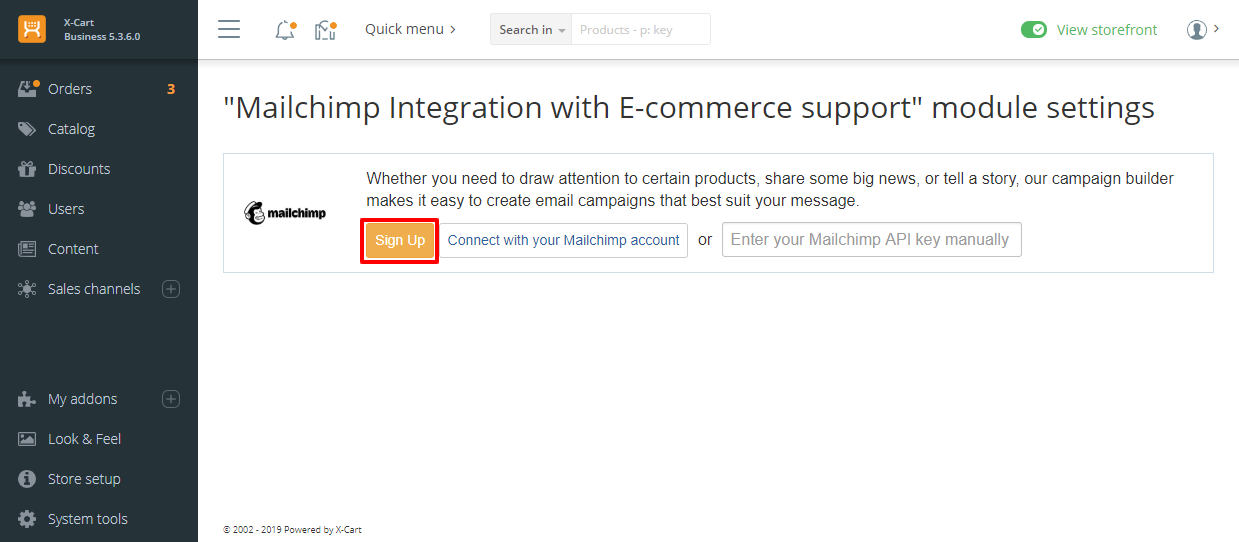 X-Cart
Business 5.3.6.0
Quick menu
Search in
Products - p: key
View storefront
Orders 3
Catalog
Discounts
Users
Content
Sales channels
My addons
Look & Feel
Store setup
System tools
"Mailchimp Integration with E-commerce support" module settings
mailchimp
Whether you need to draw attention to certain products, share some big news, or tell a story, our campaign builder
makes it easy to create email campaigns that best suit your message.
Sign Up Connect with your Mailchimp account or Enter your Mailchimp API key manually
© 2002 - 2019 Powered by X-Cart